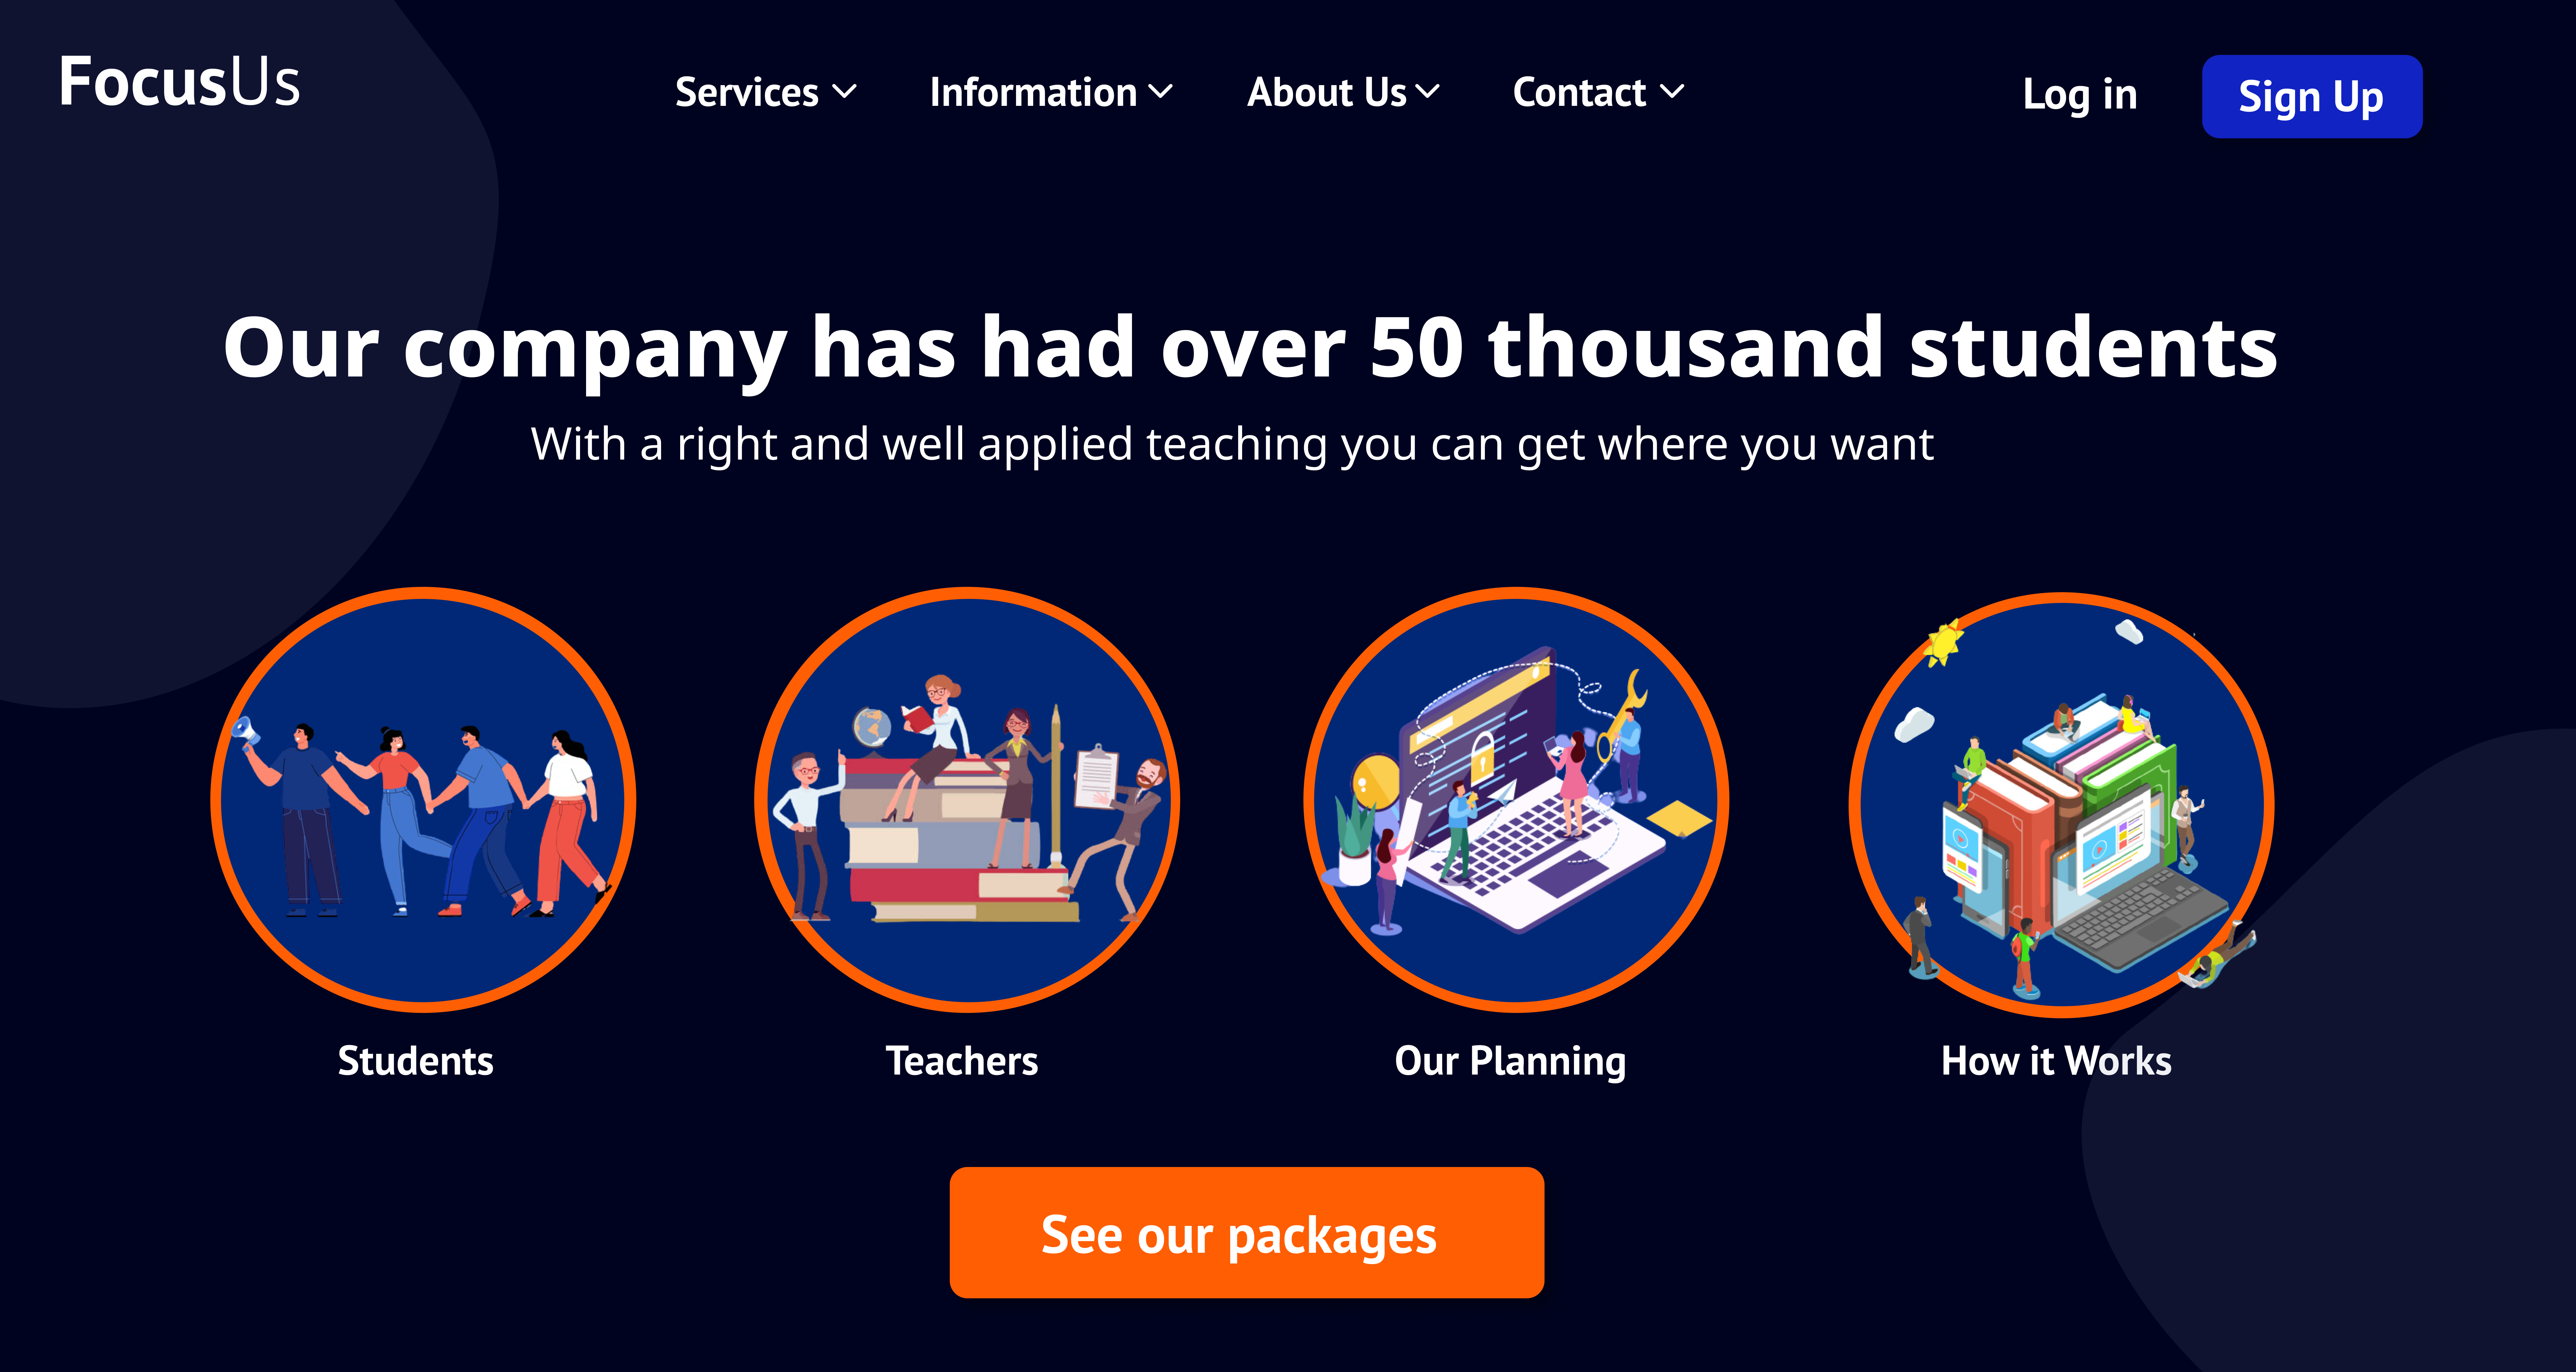 FocusUs
Services
Information
About Us
Contact
Log in
Sign Up
Our company has had over 50 thousand students
With a right and well applied teaching you can get where you want
Students
Teachers
Our Planning
How it Works
See our packages